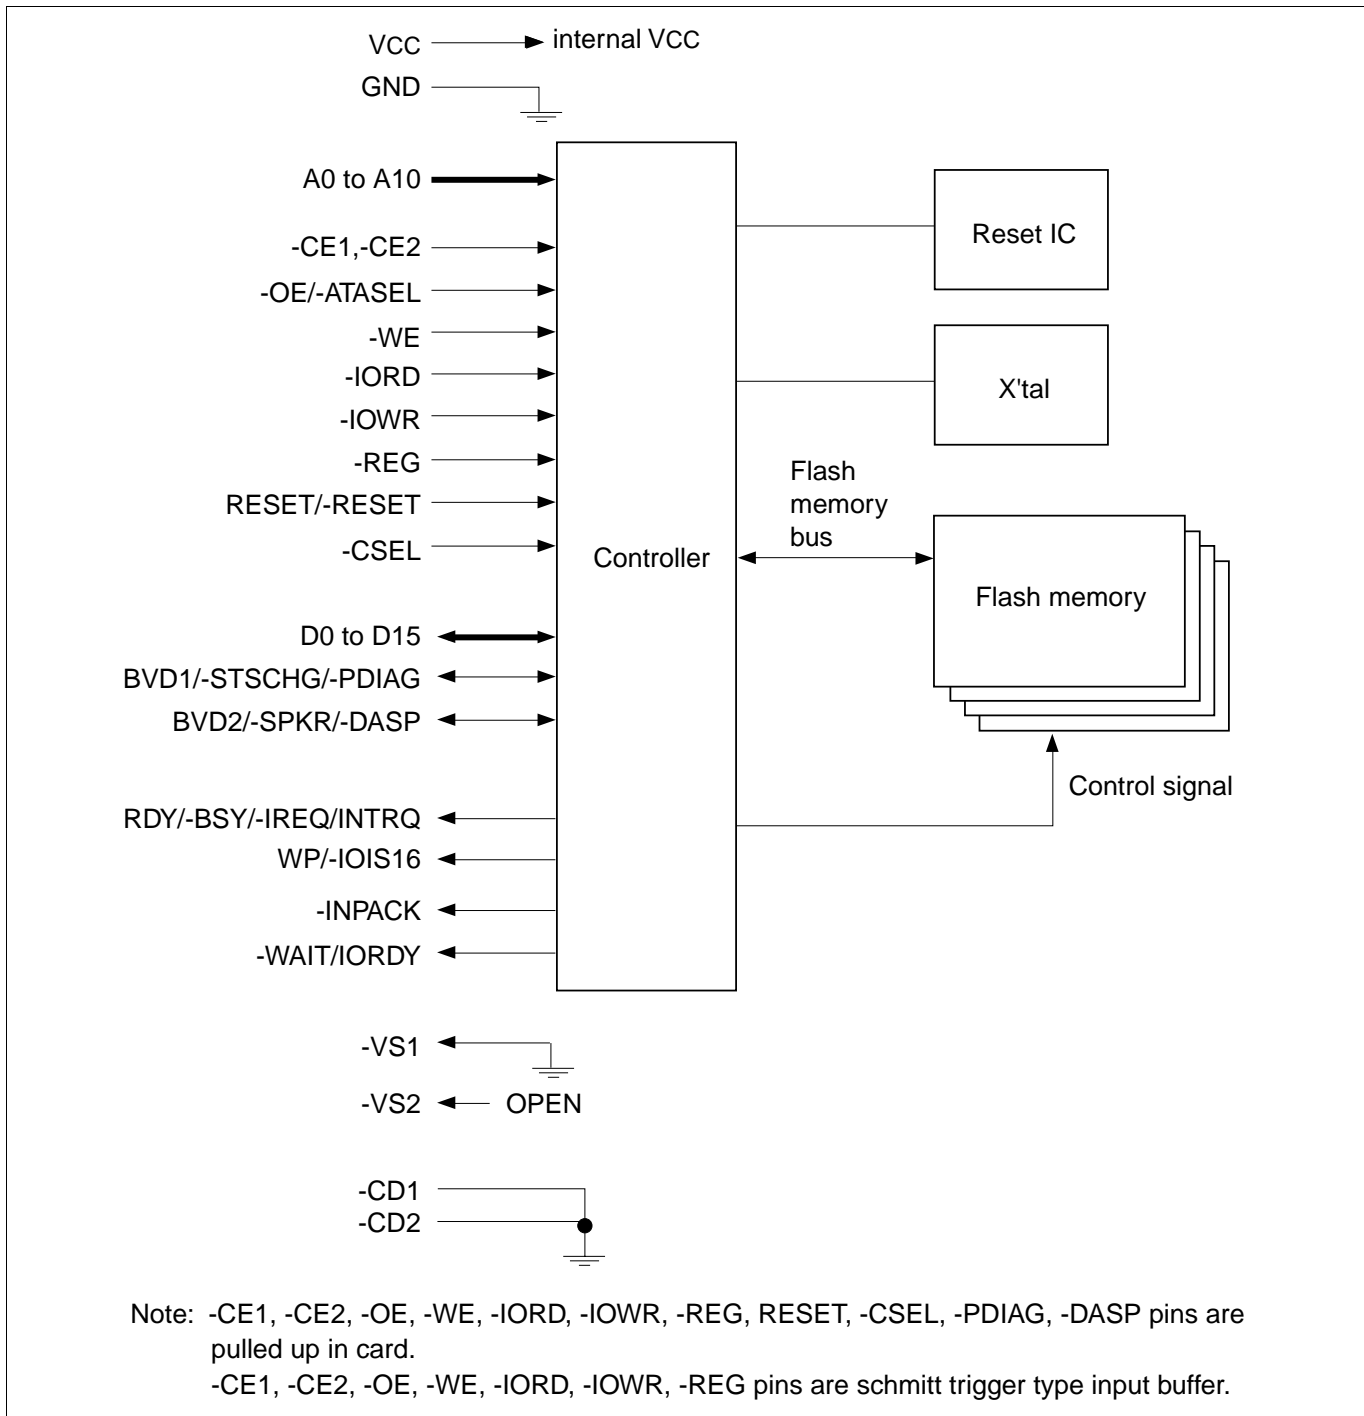 VCC
internal VCC
GND
A0 to A10
-CE1,-CE2
-OE/-ATASEL
-WE
-IORD
-IOWR
-REG
RESET/-RESET
-CSEL
D0 to D15
BVD1/-STSCHG/-PDIAG
BVD2/-SPKR/-DASP
RDY/-BSY/-IREQ/INTRQ
WP/-IOIS16
-INPACK
-WAIT/IORDY
Controller
Reset IC
X'tal
Flash
memory
bus
Flash memory
Control signal
-VS1
-VS2
OPEN
-CD1
-CD2
Note: -CE1, -CE2, -OE, -WE, -IORD, -IOWR, -REG, RESET, -CSEL, -PDIAG, -DASP pins are
pulled up in card.
-CE1, -CE2, -OE, -WE, -IORD, -IOWR, -REG pins are schmitt trigger type input buffer.